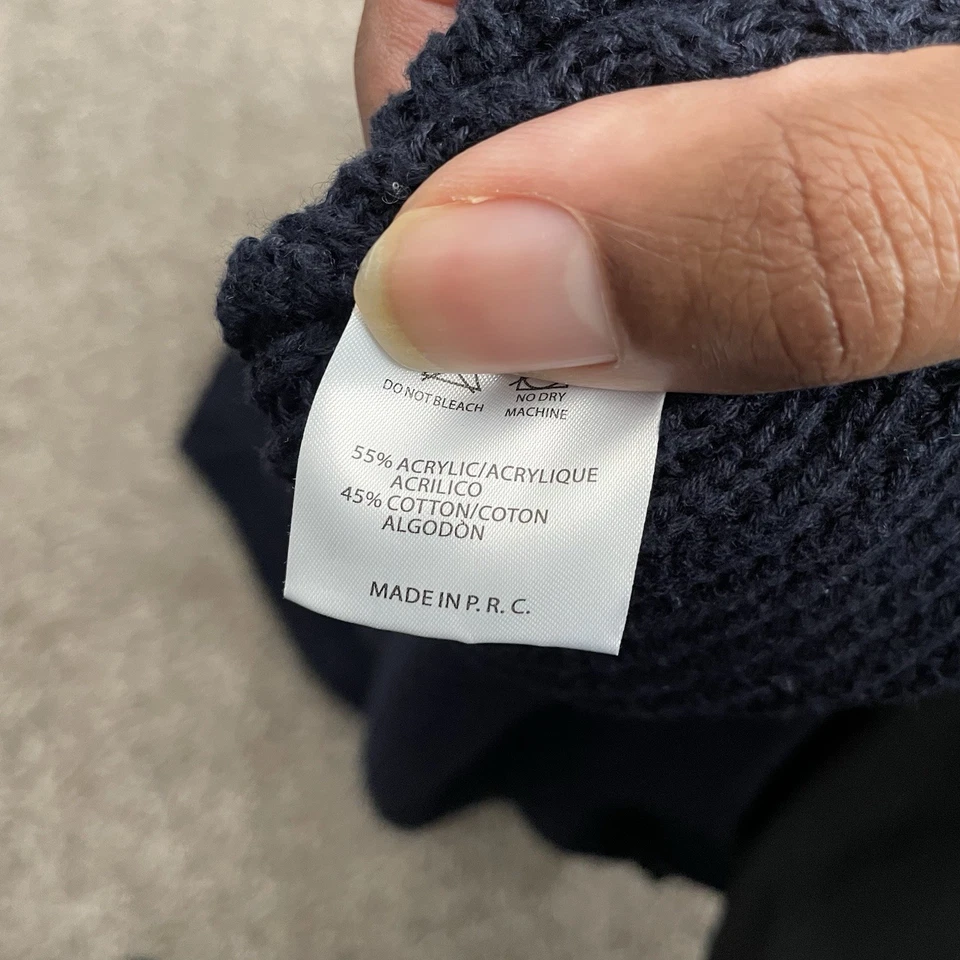 DO NOT BLEACH
NO DRY
MACHINE
55% ACRYLIC/ACRYLIQUE
ACRILICO
45% COTTON/COTON
ALGODÒN
MADE IN P. R. C.